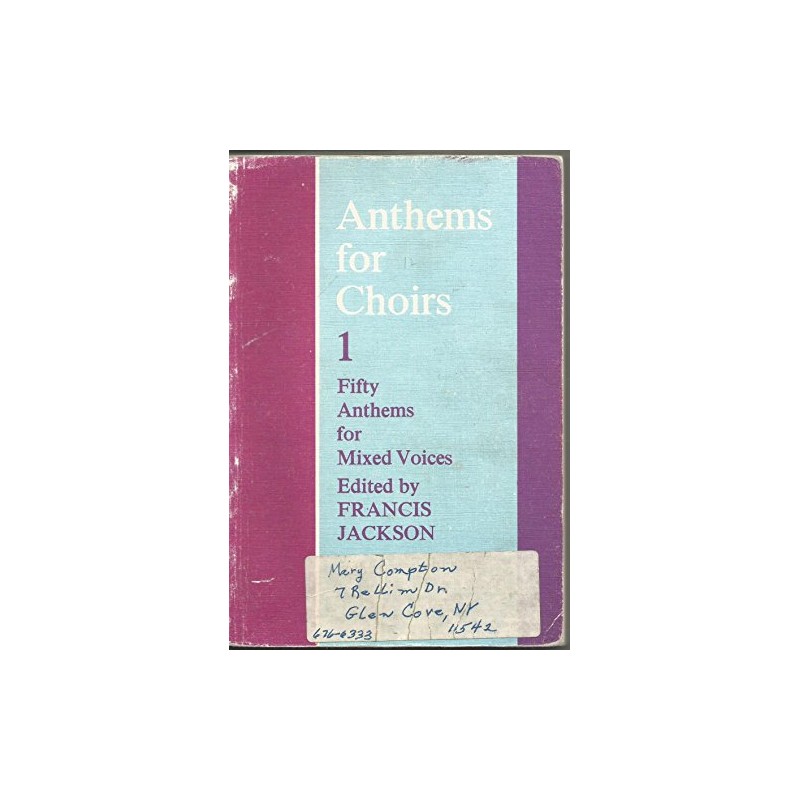 Anthems
for
Choirs
1
Fifty
Anthems
for
Mixed Voices
Edited by
FRANCIS
JACKSON
Mary Compton
7 Rellim Dr
Glen Cove, NY
676-6333 11542